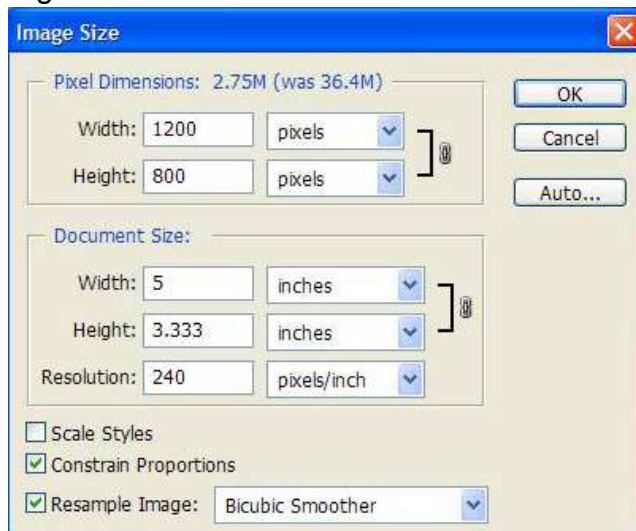 Image Size
Pixel Dimensions: 2.75M (was 36.4M)
Width: 1200 pixels
Height: 800 pixels
OK
Cancel
Auto...
Document Size:
Width: 5 inches
Height: 3.333 inches
Resolution: 240 pixels/inch
Scale Styles
Constrain Proportions
Resample Image: Bicubic Smoother